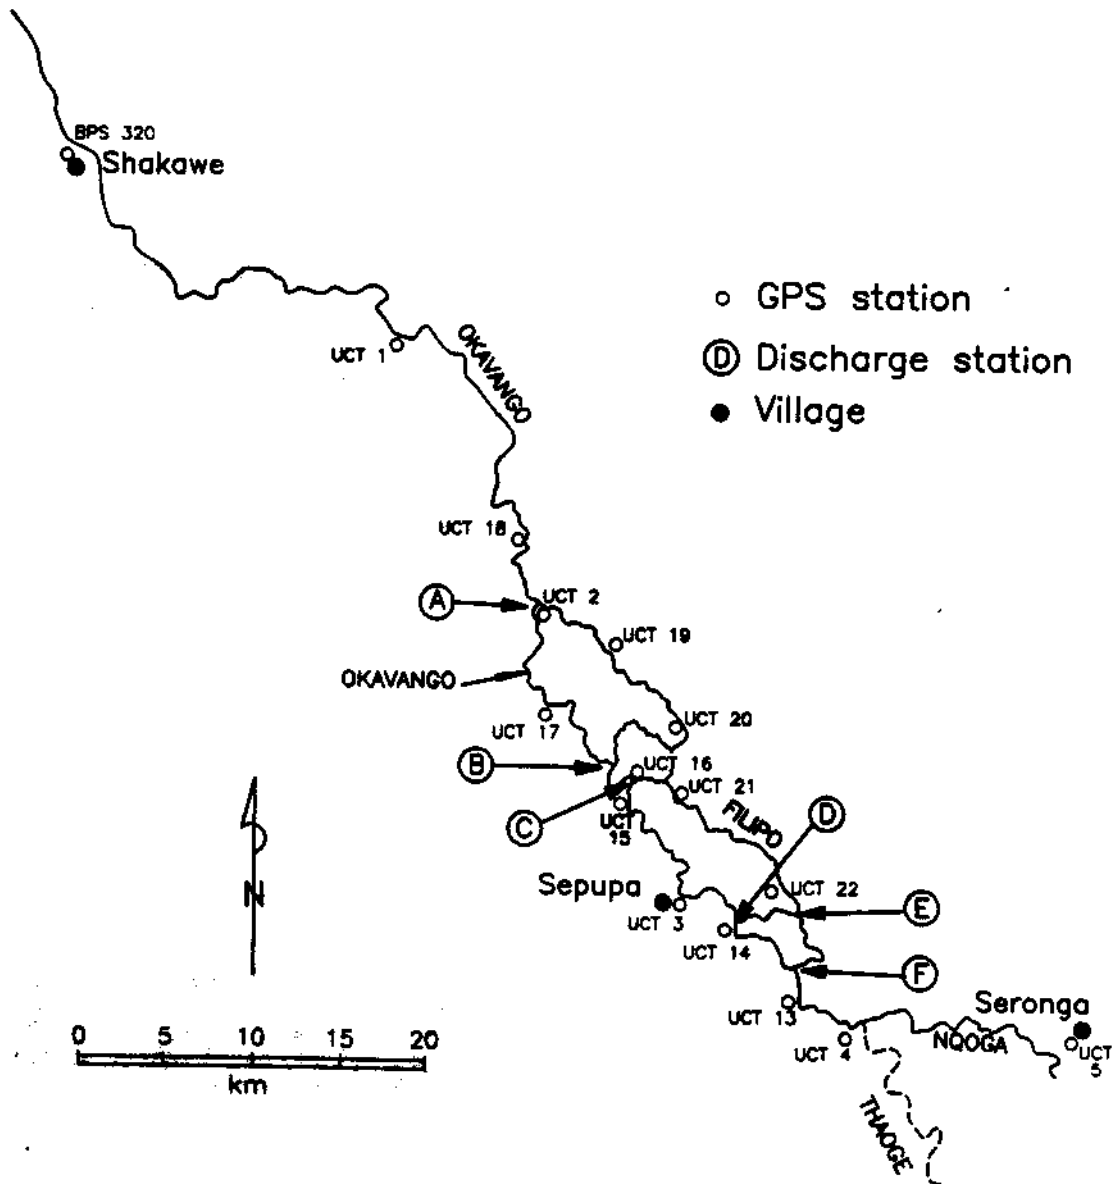 BPS 320
Shakawe
GPS station
D Discharge station
Village
UCT 1
OKAVANGO
UCT 18
A
UCT 2
UCT 19
OKAVANGO
UCT 17
UCT 20
B
UCT 16
UCT 21
C
UCT
15
FILIPO
D
Sepupa
UCT 3
UCT 22
E
UCT 14
F
N
Seronga
UCT 13
UCT 4
NQOGA
UCT
5
0 5 10 15 20
km
THAOGE